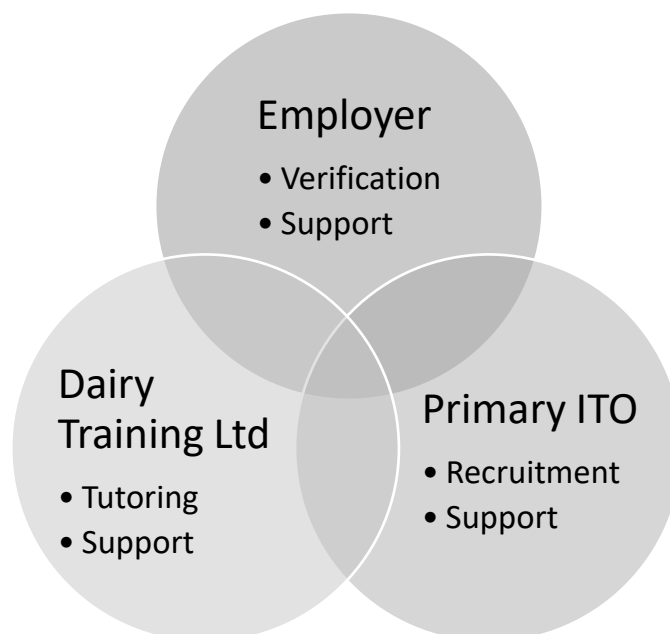 Employer
• Verification
• Support
Dairy
Training Ltd
• Tutoring
• Support
Primary ITO
• Recruitment
• Support